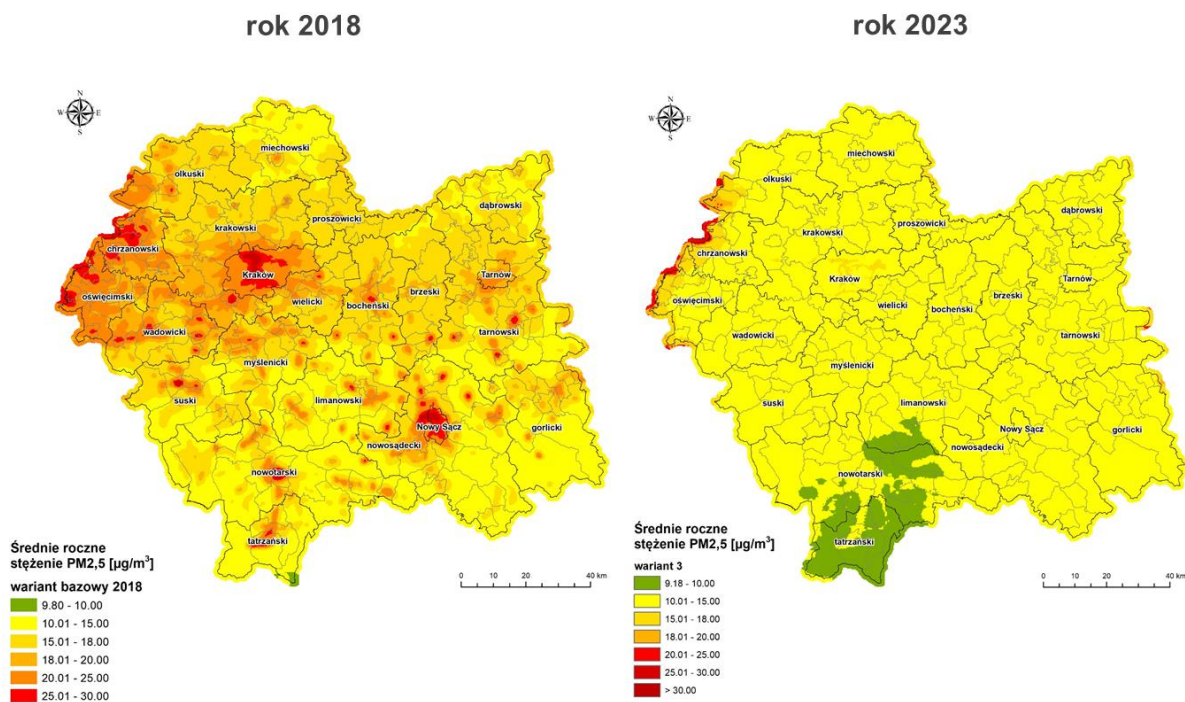 rok 2018
rok 2023
N
W
E
S
miechowski
olkuski
dąbrowski
proszowicki
krakowski
chrzanowski
Kraków
Tarnów
brzeski
oświęcimski
wielicki
bocheński
wadowicki
tarnowski
myślenicki
suski
limanowski
Nowy Sącz
gorlicki
nowosądecki
nowotarski
tatrzański
Średnie roczne
stężenie PM2,5 [µg/m³]
wariant bazowy 2018
9.80 - 10.00
10.01 - 15.00
15.01 - 18.00
18.01 - 20.00
20.01 - 25.00
25.01 - 30.00
0 10 20 40 km
N
W
E
S
miechowski
olkuski
dąbrowski
proszowicki
krakowski
chrzanowski
Kraków
Tarnów
brzeski
oświęcimski
wielicki
bocheński
wadowicki
tarnowski
myślenicki
suski
limanowski
Nowy Sącz
gorlicki
nowosądecki
nowotarski
tatrzański
Średnie roczne
stężenie PM2,5 [µg/m³]
wariant 3
9.18 - 10.00
10.01 - 15.00
15.01 - 18.00
18.01 - 20.00
20.01 - 25.00
25.01 - 30.00
> 30.00
0 10 20 40 km